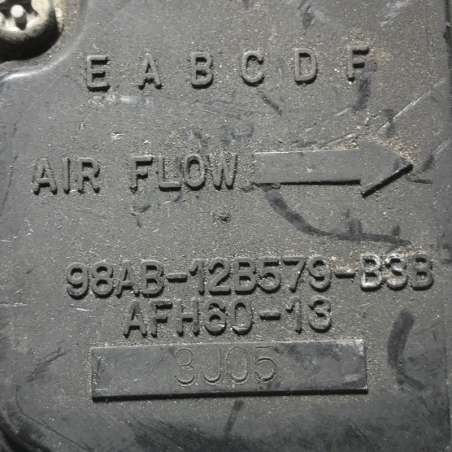 E A B C D F
AIR FLOW
98AB-12B579-B3B
AFH60-13
3J05